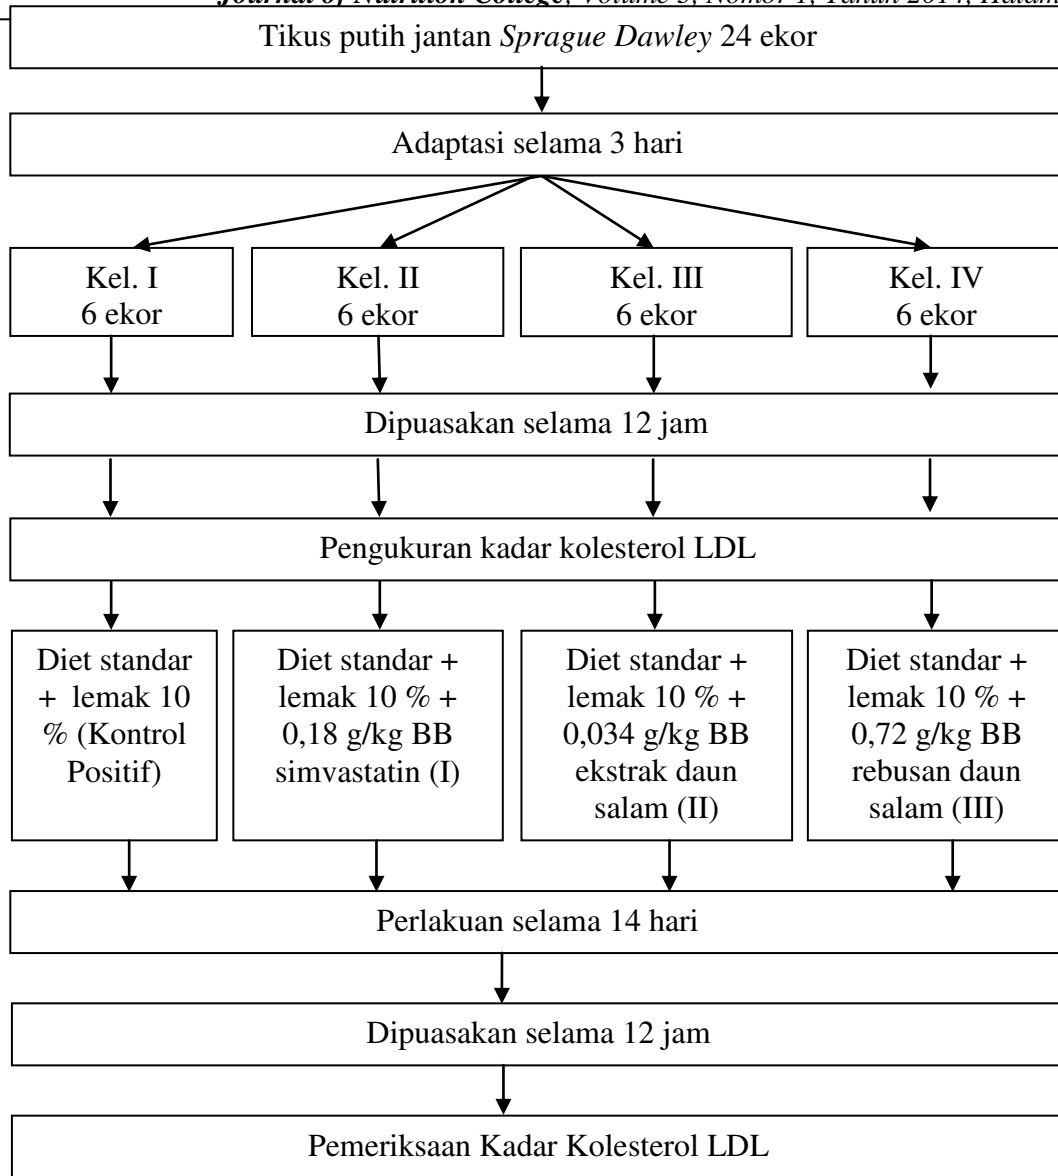 Journal of Nutrition College, Volume 3, Nomor 1, Tahun 2014, Halam
Tikus putih jantan Sprague Dawley 24 ekor
Adaptasi selama 3 hari
Kel. I
6 ekor
Kel. II
6 ekor
Kel. III
6 ekor
Kel. IV
6 ekor
Dipuasakan selama 12 jam
Pengukuran kadar kolesterol LDL
Diet standar
+ lemak 10
% (Kontrol
Positif)
Diet standar +
lemak 10 % +
0,18 g/kg BB
simvastatin (I)
Diet standar +
lemak 10 % +
0,034 g/kg BB
ekstrak daun
salam (II)
Diet standar +
lemak 10 % +
0,72 g/kg BB
rebusan daun
salam (III)
Perlakuan selama 14 hari
Dipuasakan selama 12 jam
Pemeriksaan Kadar Kolesterol LDL